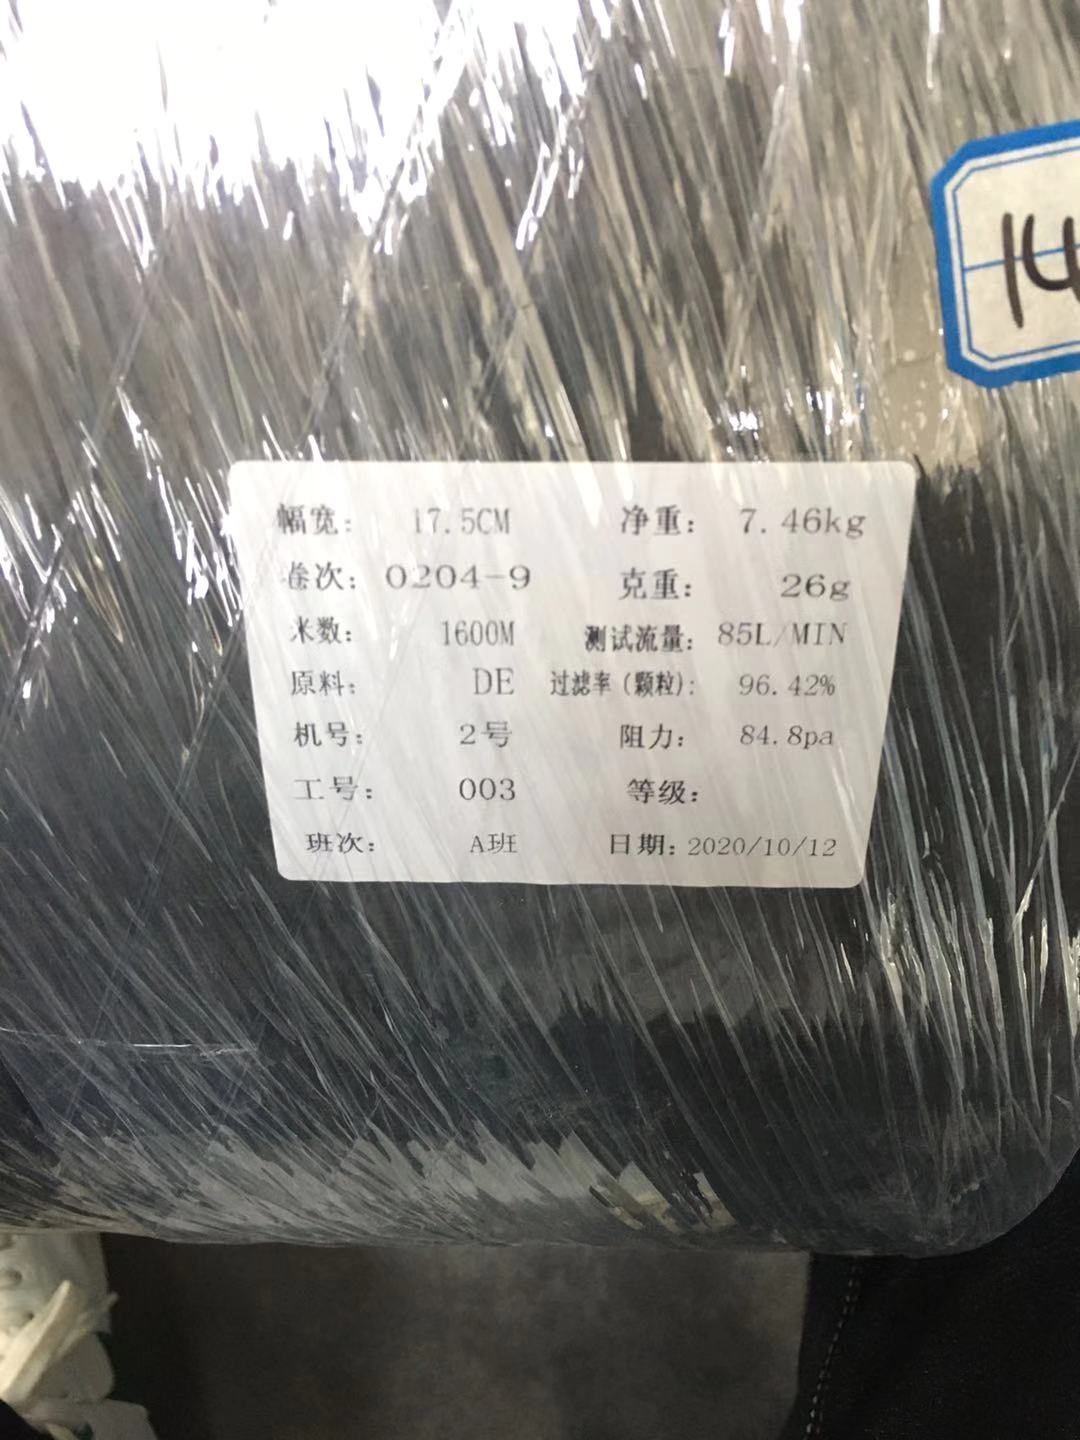 14
幅宽: 17.5CM 净重: 7.46kg
卷次: 0204-9 克重: 26g
米数: 1600M 测试流量: 85L/MIN
原料: DE 过滤率(颗粒): 96.42%
机号: 2号 阻力: 84.8pa
工号: 003 等级:
班次: A班 日期: 2020/10/12